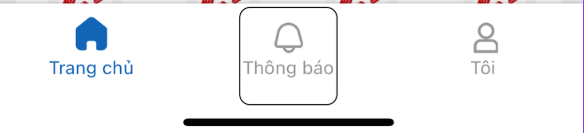 Trang chủ
Thông báo
Tôi